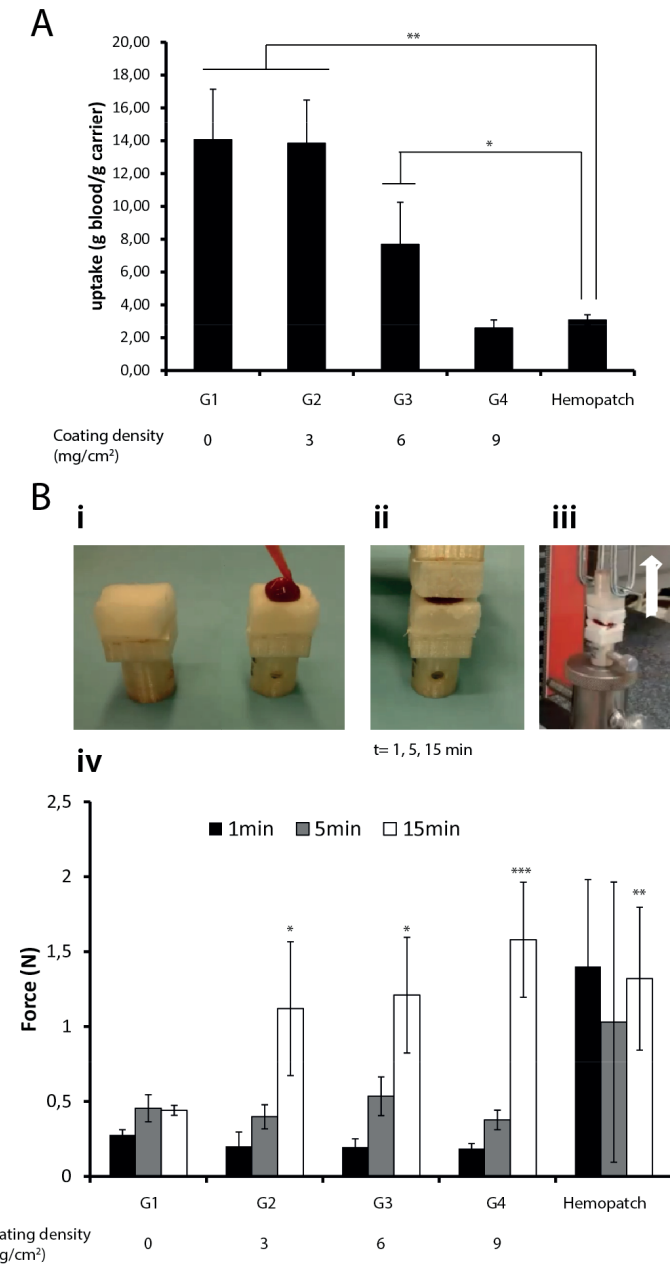 A
**
*
20,00
18,00
16,00
14,00
12,00
10,00
8,00
6,00
4,00
2,00
0,00
uptake (g blood/g carrier)
G1 G2 G3 G4 Hemopatch
Coating density 0 3 6 9
(mg/cm²)
B
i ii iii
t= 1, 5, 15 min
iv
2,5
2
1,5
1
0,5
0
Force (N)
1min 5min 15min
* * *** **
G1 G2 G3 G4 Hemopatch
ating density 0 3 6 9
g/cm²)